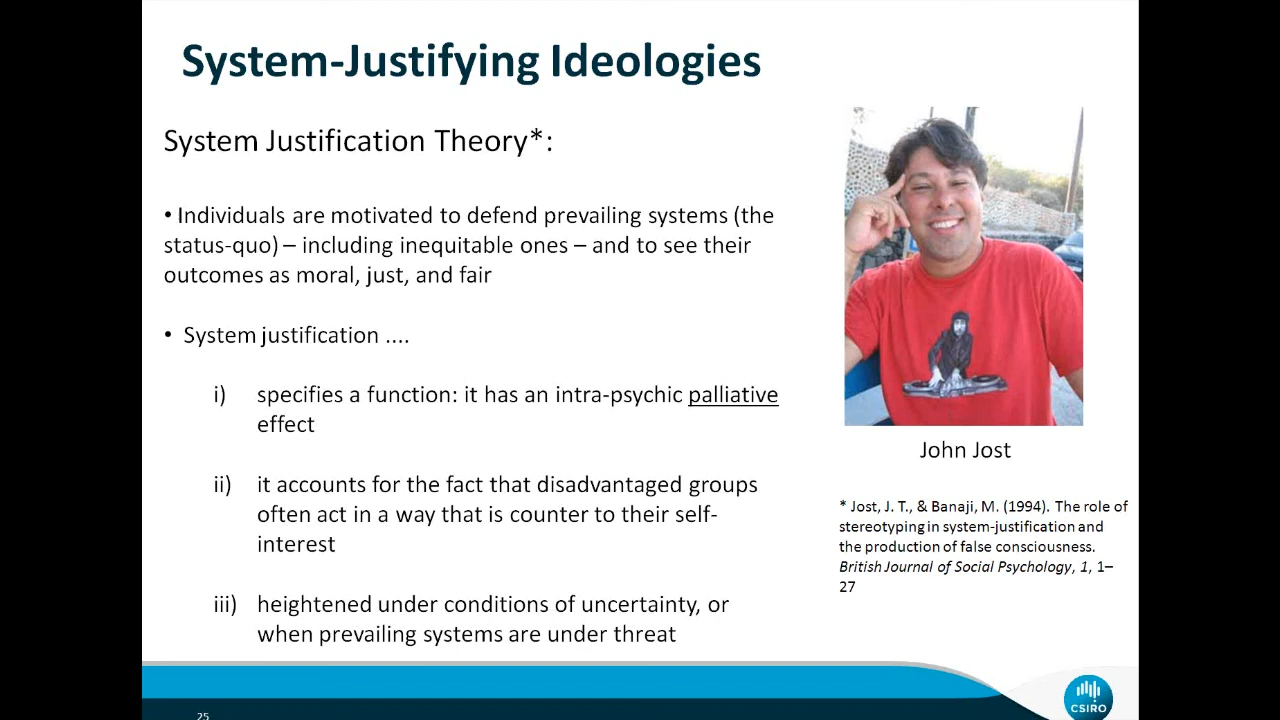 System-Justifying Ideologies
System Justification Theory*:
• Individuals are motivated to defend prevailing systems (the
status-quo) – including inequitable ones – and to see their
outcomes as moral, just, and fair
• System justification ....
i) specifies a function: it has an intra-psychic palliative
effect
ii) it accounts for the fact that disadvantaged groups
often act in a way that is counter to their self-
interest
iii) heightened under conditions of uncertainty, or
when prevailing systems are under threat
John Jost
* Jost, J. T., & Banaji, M. (1994). The role of
stereotyping in system-justification and
the production of false consciousness.
British Journal of Social Psychology, 1, 1–
27
25
CSIRO